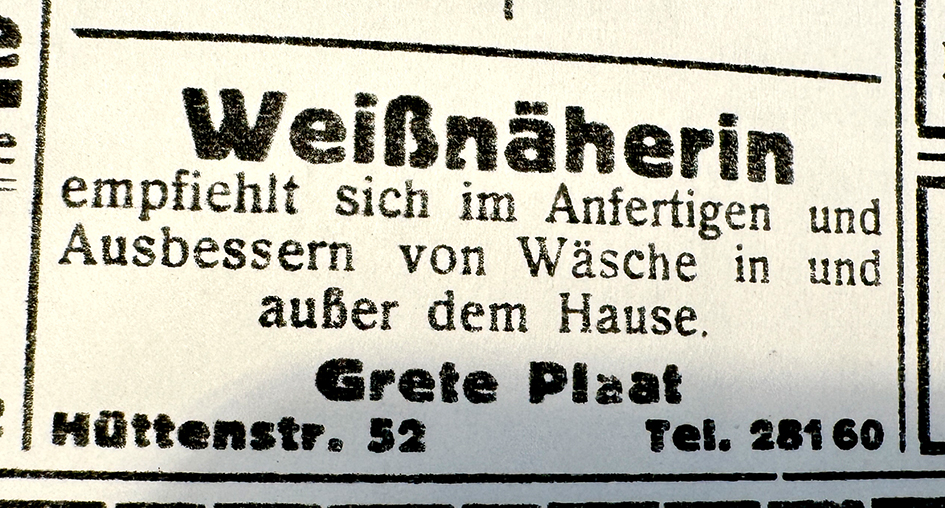 Weißnäherin
empfiehlt sich im Anfertigen und
Ausbessern von Wäsche in und
außer dem Hause.
Grete Plaat
Hüttenstr. 52 Tel. 28160